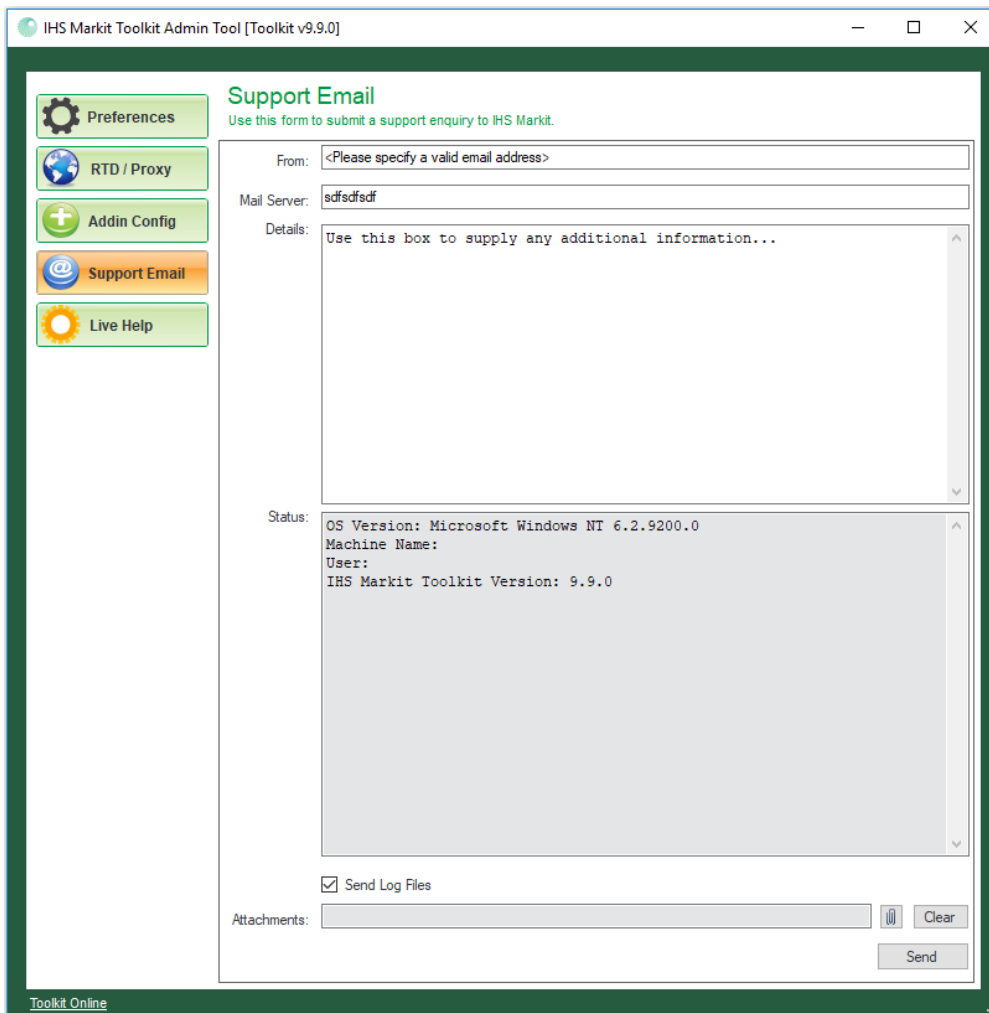 IHS Markit Toolkit Admin Tool [Toolkit v9.9.0]
Preferences
RTD / Proxy
Addin Config
Support Email
Live Help
Support Email
Use this form to submit a support enquiry to IHS Markit.
From: <Please specify a valid email address>
Mail Server: sdfsdfsdf
Details: Use this box to supply any additional information...
Status: OS Version: Microsoft Windows NT 6.2.9200.0
Machine Name:
User:
IHS Markit Toolkit Version: 9.9.0
Send Log Files
Attachments: Clear
Send
Toolkit Online